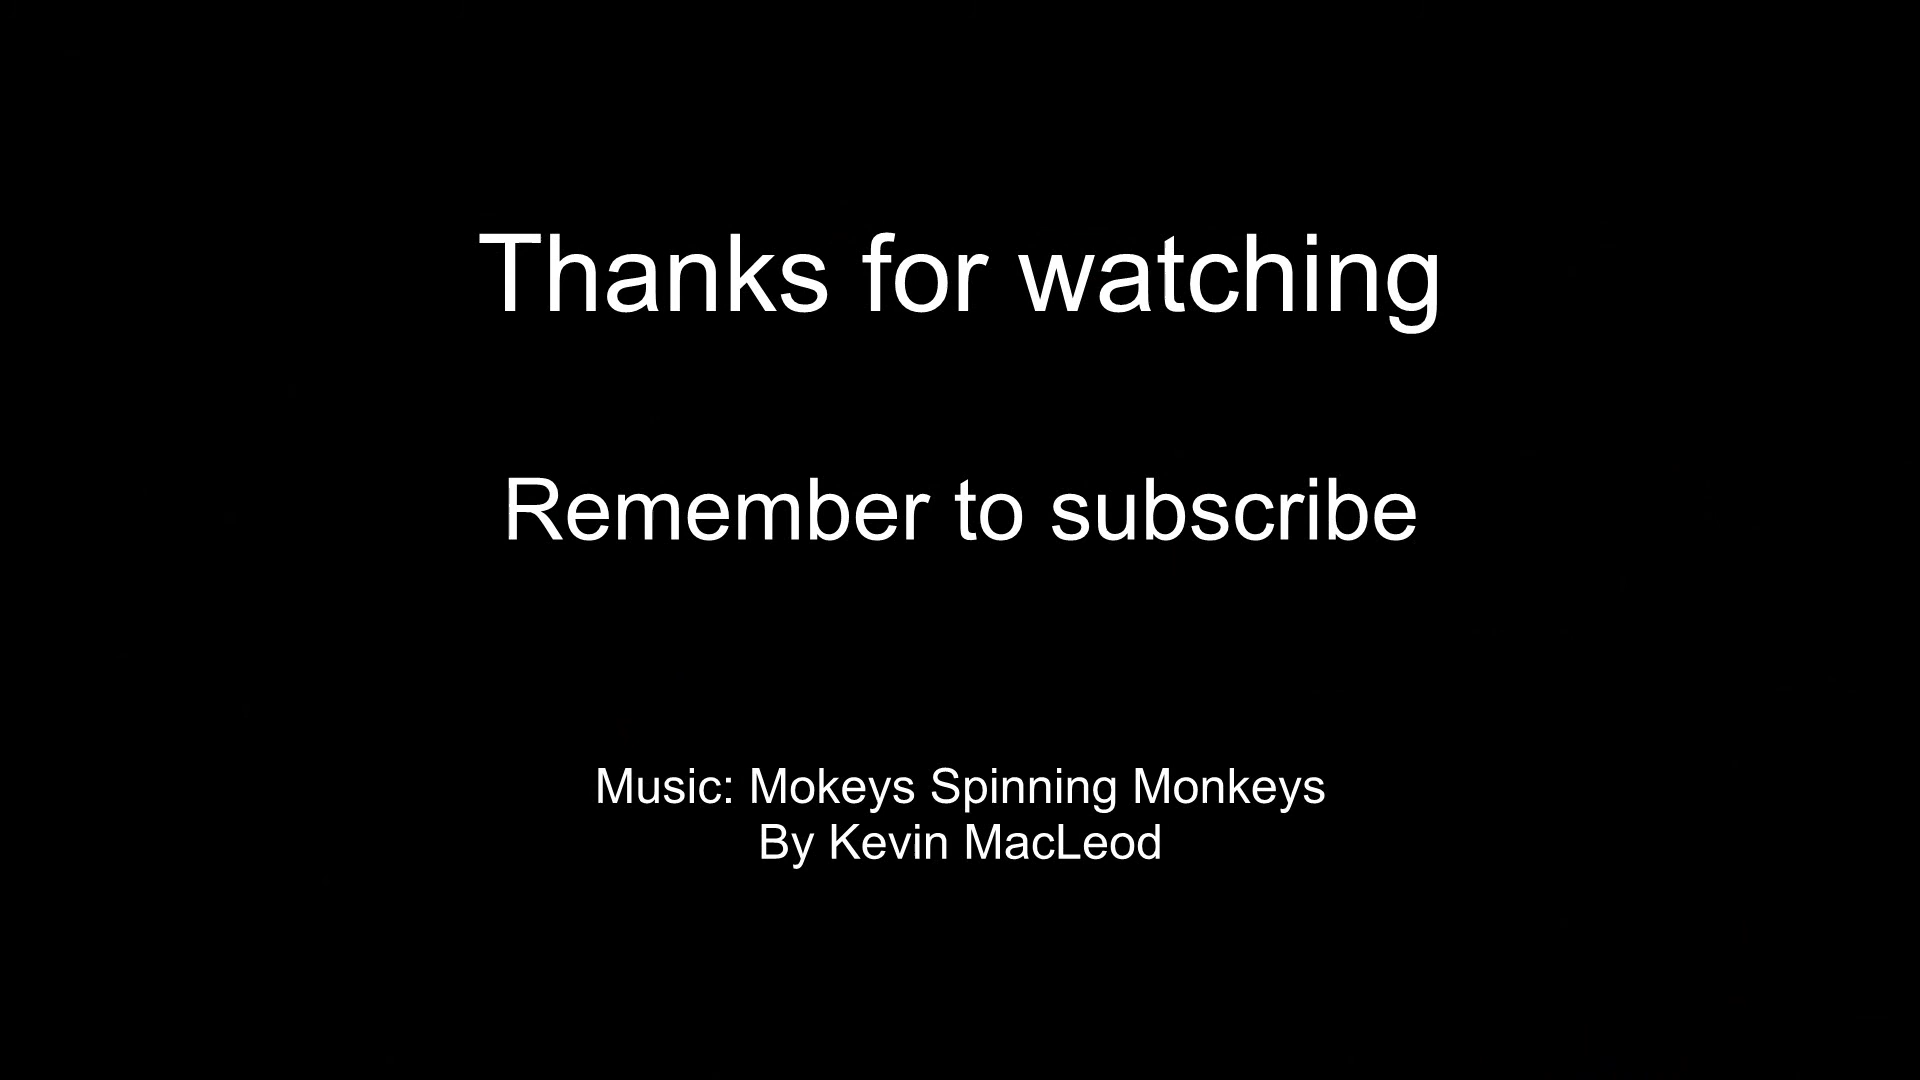 Thanks for watching
Remember to subscribe
Music: Mokeys Spinning Monkeys
By Kevin MacLeod